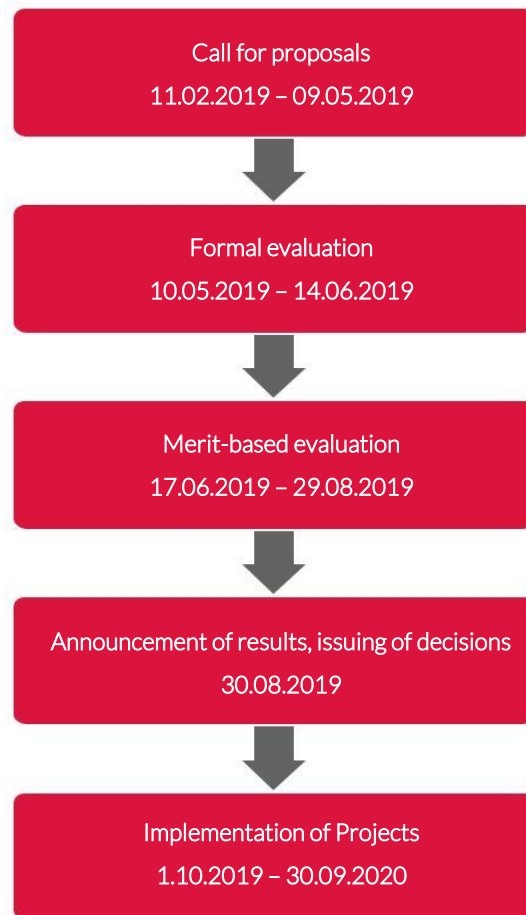 Call for proposals
11.02.2019 – 09.05.2019
Formal evaluation
10.05.2019 – 14.06.2019
Merit-based evaluation
17.06.2019 – 29.08.2019
Announcement of results, issuing of decisions
30.08.2019
Implementation of Projects
1.10.2019 – 30.09.2020